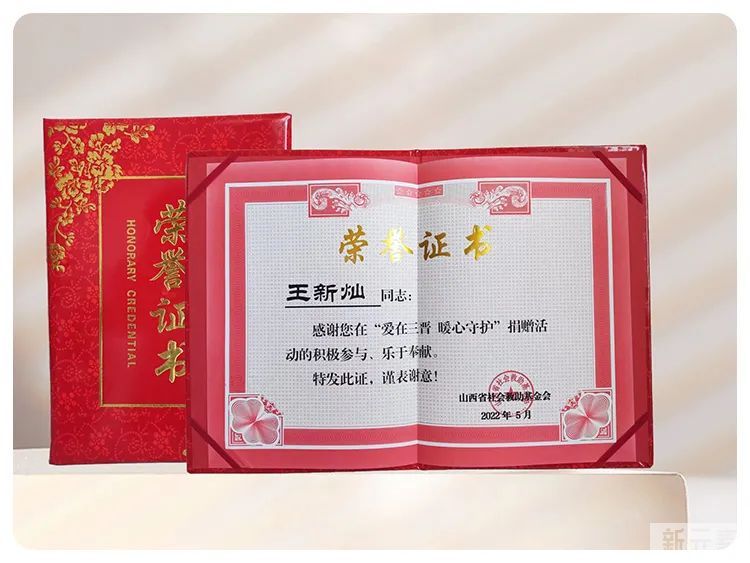 荣誉证书
HONORARY CREDENTIAL
荣誉证书
王新灿 同志：
感谢您在“爱在三晋 暖心守护”捐赠活
动的积极参与、乐于奉献。
特发此证，谨表谢意！
山西省社会救助基金会
2022年5月
新元素